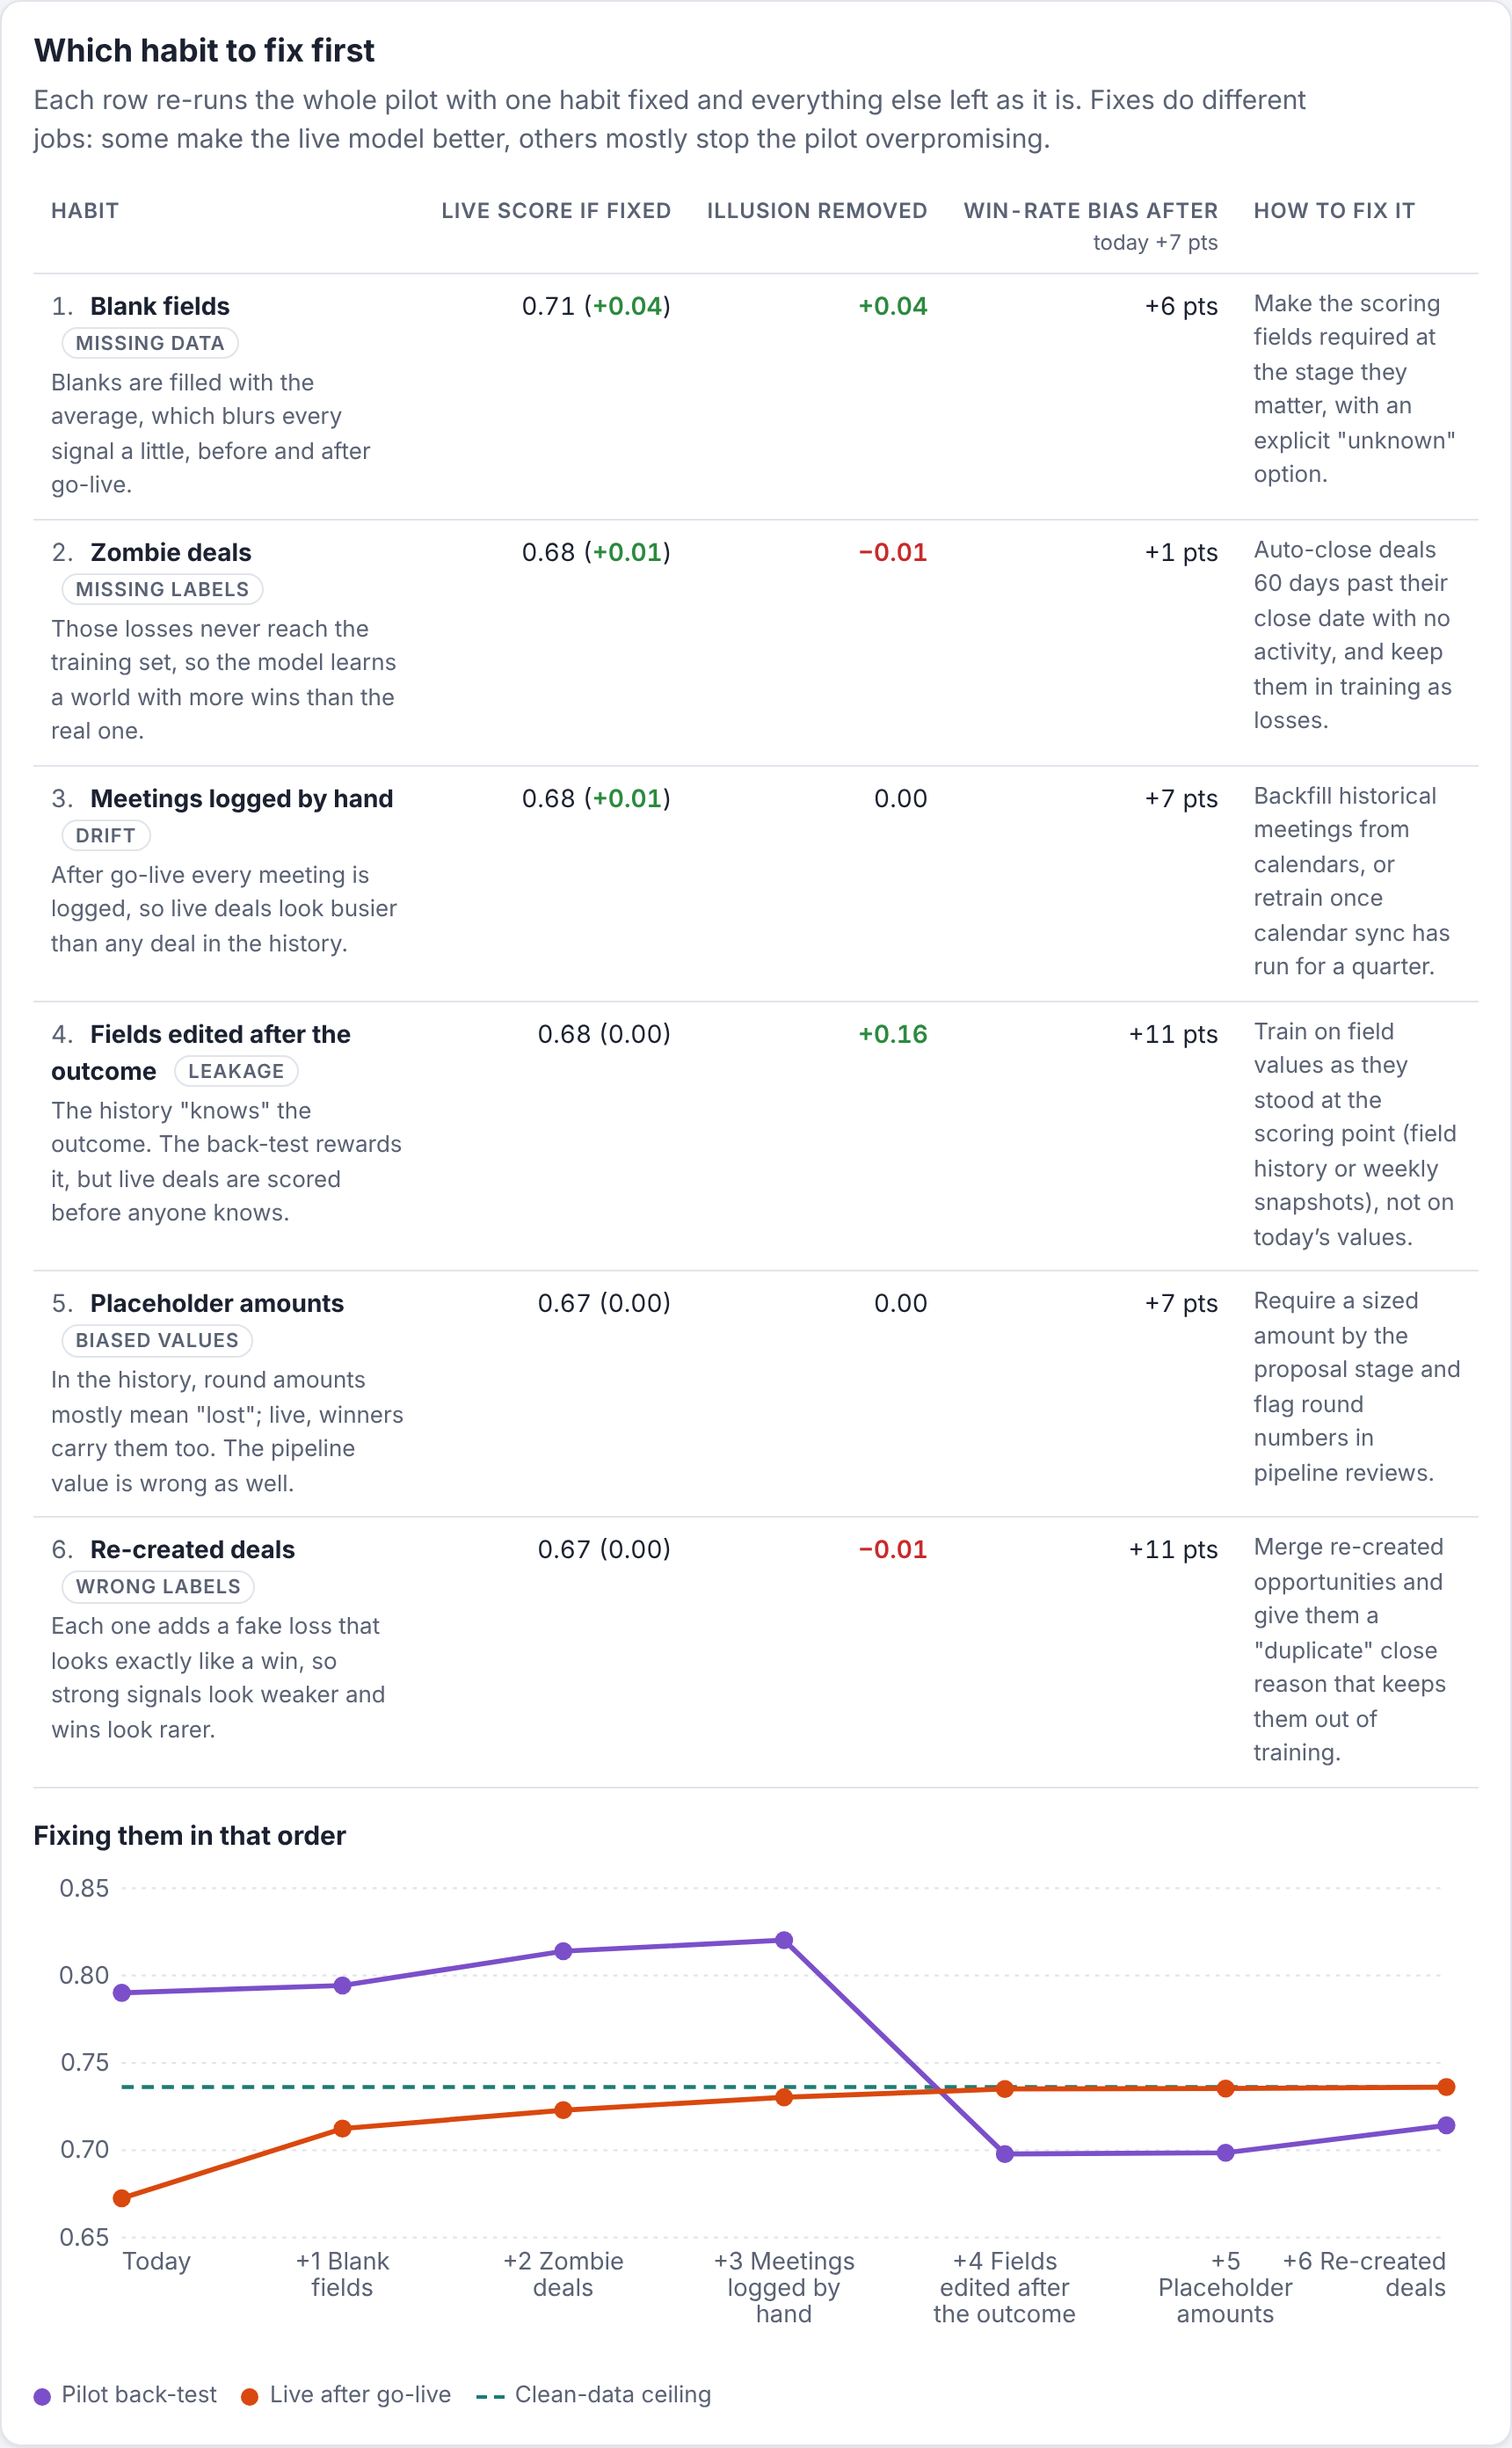 Which habit to fix first
Each row re-runs the whole pilot with one habit fixed and everything else left as it is. Fixes do different
jobs: some make the live model better, others mostly stop the pilot overpromising.
HABIT
LIVE SCORE IF FIXED
ILLUSION REMOVED
WIN-RATE BIAS AFTER
today +7 pts
HOW TO FIX IT
1. Blank fields
MISSING DATA
Blanks are filled with the
average, which blurs every
signal a little, before and after
go-live.
0.71 (+0.04)
+0.04
+6 pts
Make the scoring
fields required at
the stage they
matter, with an
explicit "unknown"
option.
2. Zombie deals
MISSING LABELS
Those losses never reach the
training set, so the model learns
a world with more wins than the
real one.
0.68 (+0.01)
−0.01
+1 pts
Auto-close deals
60 days past their
close date with no
activity, and keep
them in training as
losses.
3. Meetings logged by hand
DRIFT
After go-live every meeting is
logged, so live deals look busier
than any deal in the history.
0.68 (+0.01)
0.00
+7 pts
Backfill historical
meetings from
calendars, or
retrain once
calendar sync has
run for a quarter.
4. Fields edited after the
outcome LEAKAGE
The history "knows" the
outcome. The back-test rewards
it, but live deals are scored
before anyone knows.
0.68 (0.00)
+0.16
+11 pts
Train on field
values as they
stood at the
scoring point (field
history or weekly
snapshots), not on
today’s values.
5. Placeholder amounts
BIASED VALUES
In the history, round amounts
mostly mean "lost"; live, winners
carry them too. The pipeline
value is wrong as well.
0.67 (0.00)
0.00
+7 pts
Require a sized
amount by the
proposal stage and
flag round
numbers in
pipeline reviews.
6. Re-created deals
WRONG LABELS
Each one adds a fake loss that
looks exactly like a win, so
strong signals look weaker and
wins look rarer.
0.67 (0.00)
−0.01
+11 pts
Merge re-created
opportunities and
give them a
"duplicate" close
reason that keeps
them out of
training.
Fixing them in that order
0.85
0.80
0.75
0.70
0.65
Today
+1 Blank
fields
+2 Zombie
deals
+3 Meetings
logged by
hand
+4 Fields
edited after
the outcome
+5
Placeholder
amounts
+6 Re-created
deals
Pilot back-test
Live after go-live
Clean-data ceiling